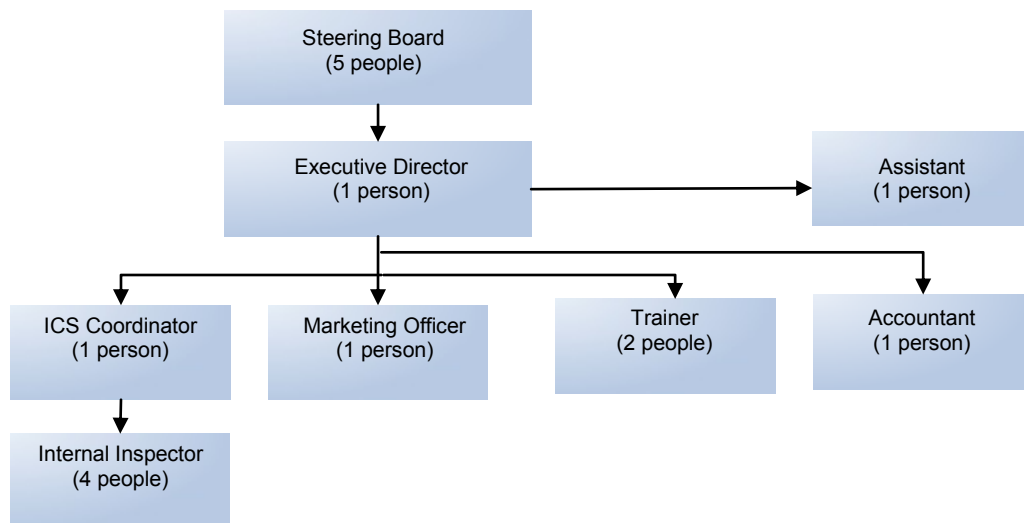 Steering Board
(5 people)
Executive Director
(1 person)
Assistant
(1 person)
ICS Coordinator
(1 person)
Marketing Officer
(1 person)
Trainer
(2 people)
Accountant
(1 person)
Internal Inspector
(4 people)